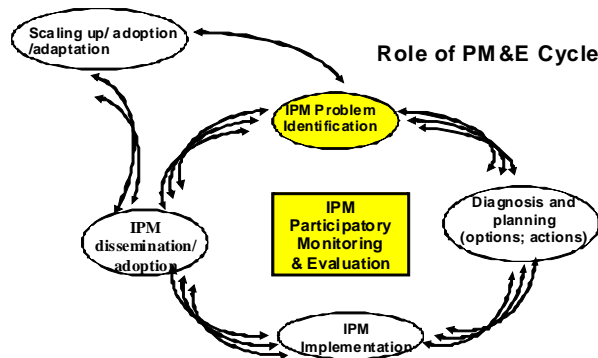 Scaling up/ adoption
/adaptation
Role of PM&E Cycle
IPM Problem
Identification
Diagnosis and
planning
(options; actions)
IPM
Participatory
Monitoring
& Evaluation
IPM
dissemination/
adoption
IPM
Implementation